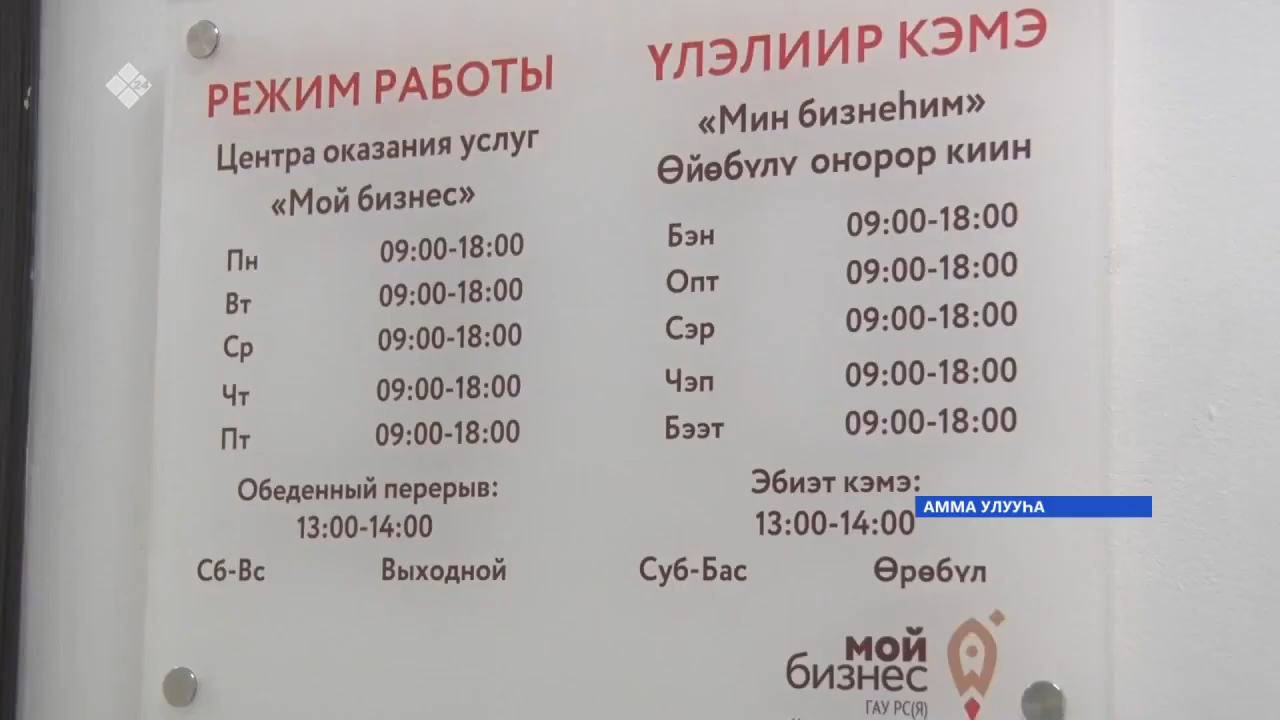 24
РЕЖИМ РАБОТЫ
Центра оказания услуг
«Мой бизнес»
Пн 09:00-18:00
Вт 09:00-18:00
Ср 09:00-18:00
Чт 09:00-18:00
Пт 09:00-18:00
Обеденный перерыв:
13:00-14:00
Сб-Вс Выходной
ҮЛЭЛИИР КЭМЭ
«Мин бизнеһим»
Өйөбүлү оҥорор киин
Бэн 09:00-18:00
Опт 09:00-18:00
Сэр 09:00-18:00
Чэп 09:00-18:00
Бээт 09:00-18:00
Эбиэт кэмэ:
13:00-14:00
Суб-Бас Өрөбүл
АММА УЛУУҺА
мой
бизнес
ГАУ РС(Я)